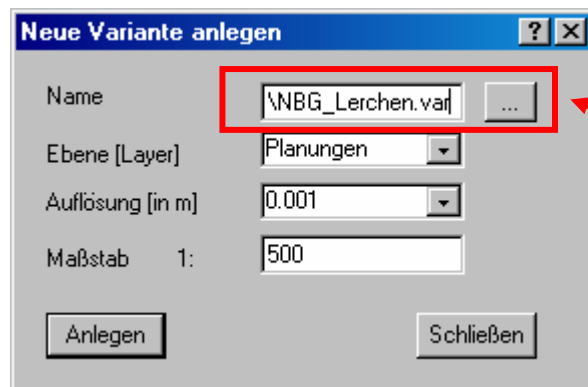 Neue Variante anlegen ? X
Name \NBG_Lerchen.var ...
Ebene [Layer] Planungen
Auflösung [in m] 0.001
Maßstab 1: 500
Anlegen Schließen